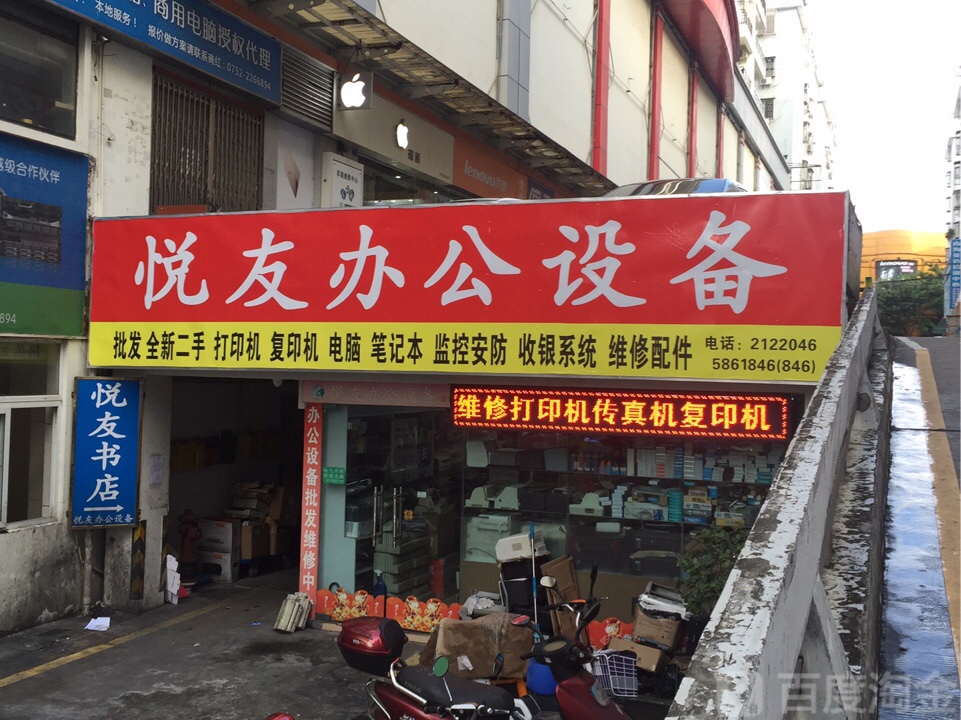 、商用电脑授权代理
、本地服务！ 报价做方案请联系商红：0752-2266894
级合作伙伴
894
lenovo
悦友办公设备
批发 全新二手 打印机 复印机 电脑 笔记本 监控安防 收银系统 维修配件
电话：2122046
5861846(846)
维修打印机传真机复印机
悦友书店
悦友办公设备
办公设备批发维修中
lenovo
百度淘金